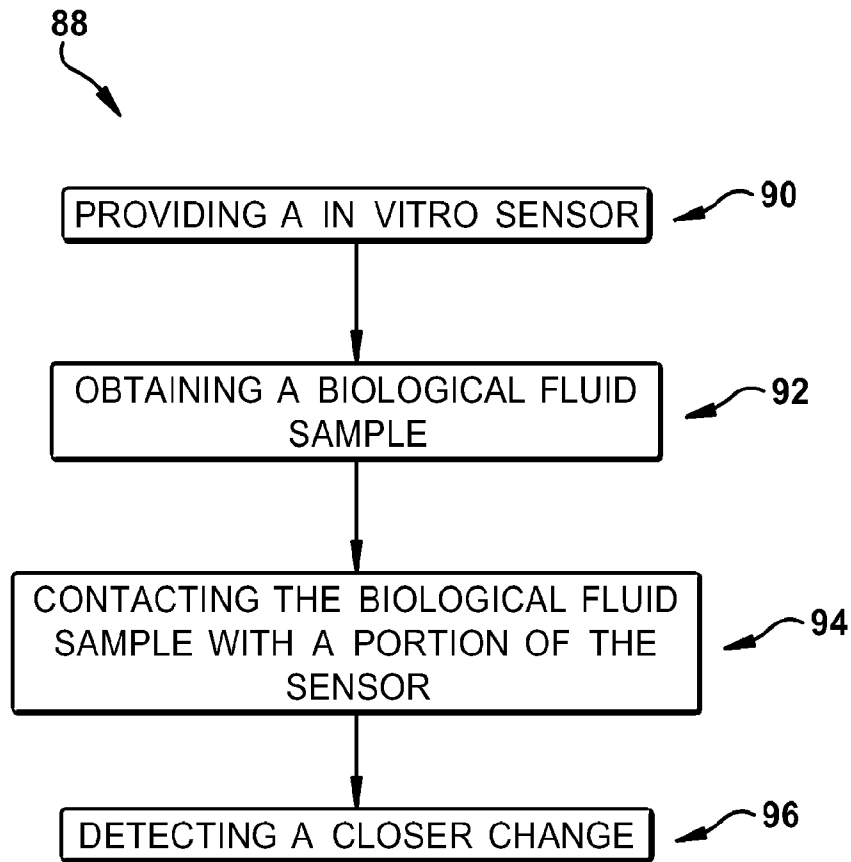 88
PROVIDING A IN VITRO SENSOR
90
OBTAINING A BIOLOGICAL FLUID
SAMPLE
92
CONTACTING THE BIOLOGICAL FLUID
SAMPLE WITH A PORTION OF THE
SENSOR
94
DETECTING A CLOSER CHANGE
96